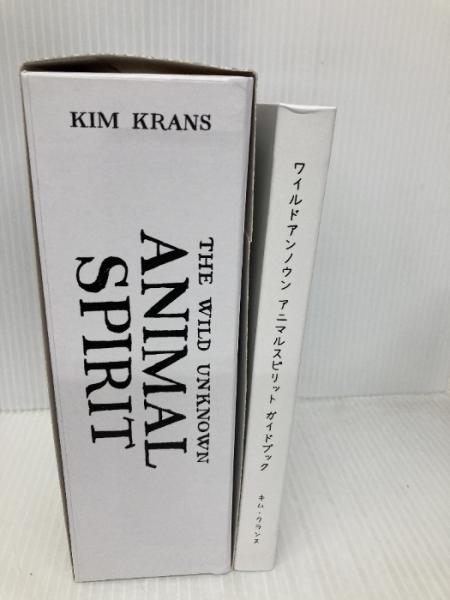 KIM KRANS
THE WILD UNKNOWN
ANIMAL
SPIRIT
ワイルドアンノウン アニマルスピリット ガイドブック
キム・クランス